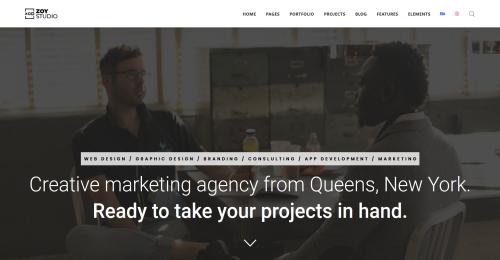 ZOY
STUDIO
HOME PAGES PORTFOLIO PROJECTS BLOG FEATURES ELEMENTS
WEB DESIGN / GRAPHIC DESIGN / BRANDING / CONSLULTING / APP DEVELOPMENT / MARKETING
Creative marketing agency from Queens, New York.
Ready to take your projects in hand.